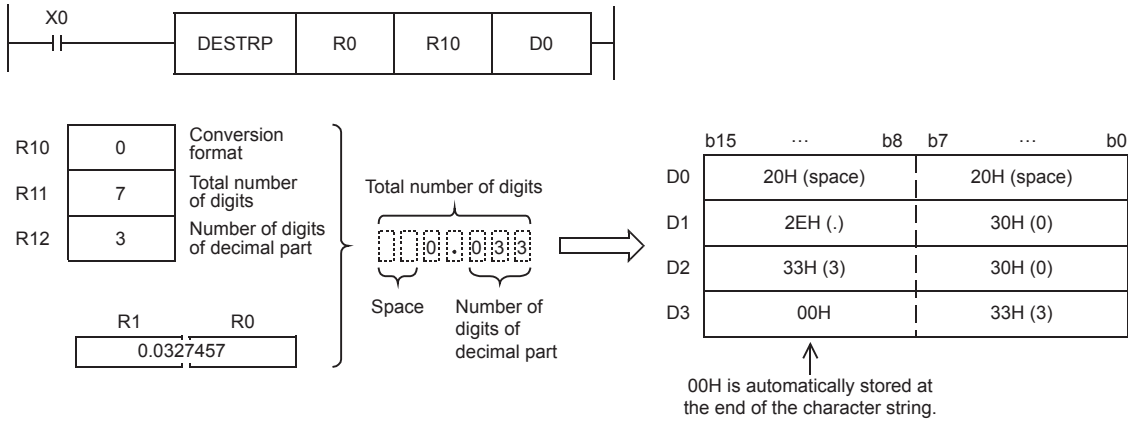 X0
DESTRP R0 R10 D0
R10 0 Conversion
format
R11 7 Total number
of digits
R12 3 Number of digits
of decimal part
R1 R0
0.0327457
Total number of digits
0 . 0 3 3
Space
Number of
digits of
decimal part
b15 ... b8 b7 ... b0
D0 20H (space) 20H (space)
D1 2EH (.) 30H (0)
D2 33H (3) 30H (0)
D3 00H 33H (3)
00H is automatically stored at
the end of the character string.